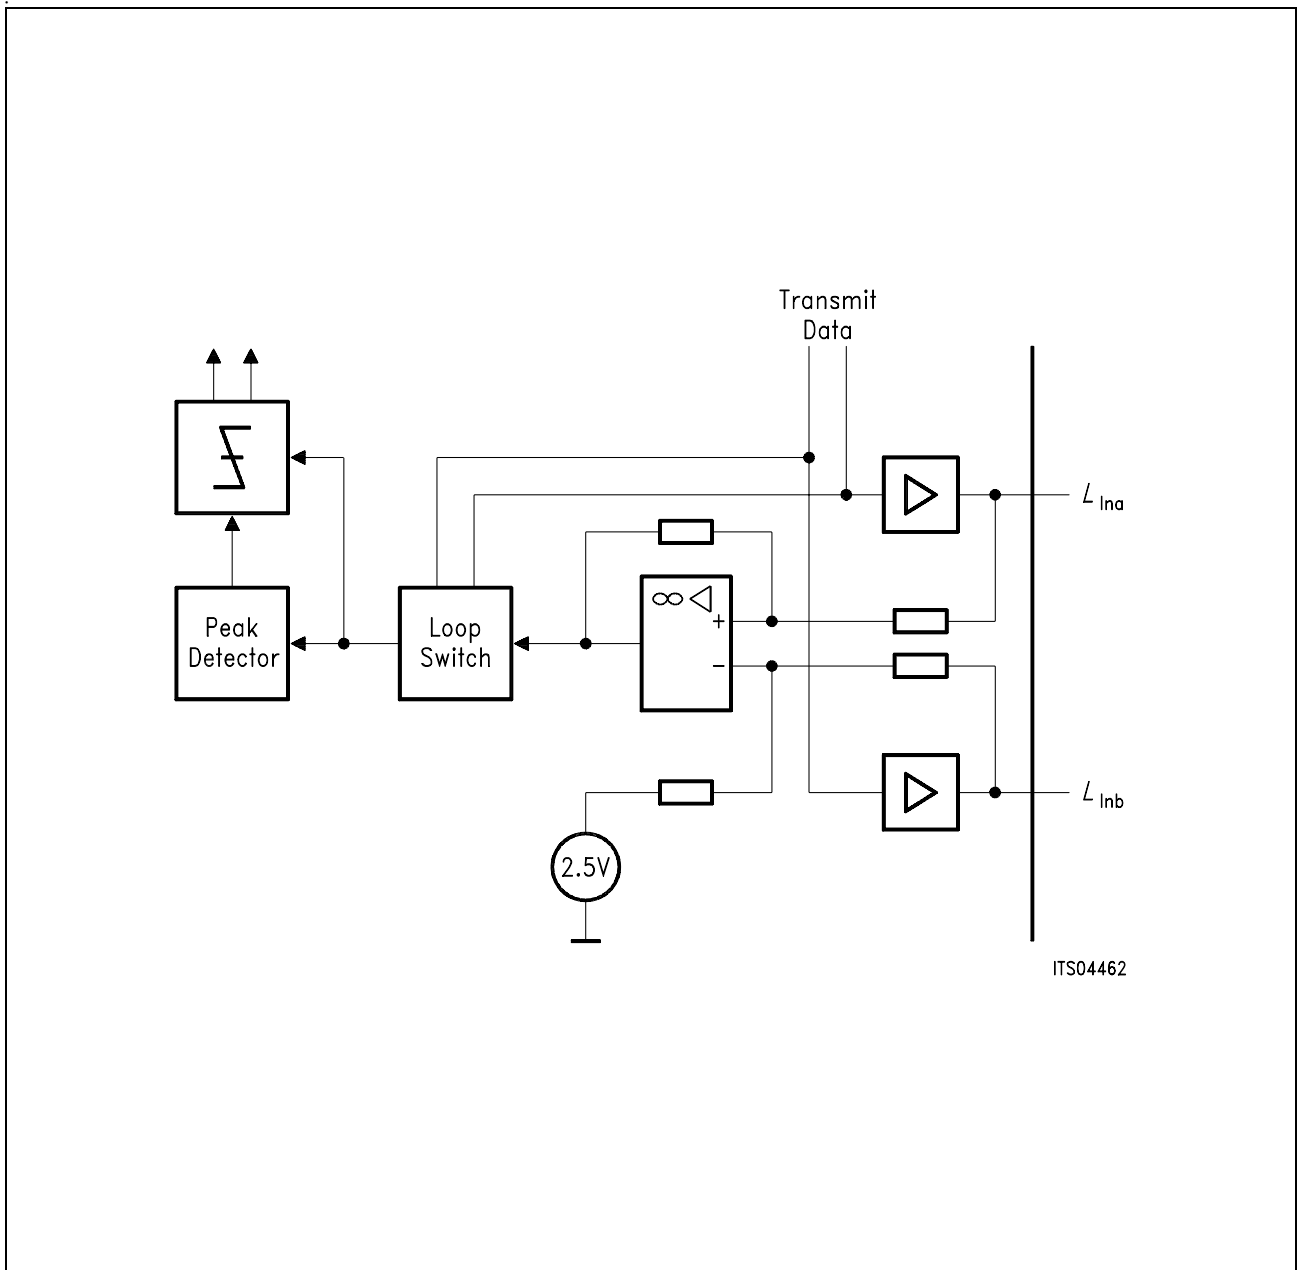 Transmit
Data
L Ina
∞
+
Peak
Detector
Loop
Switch
−
L Inb
2.5V
ITS04462